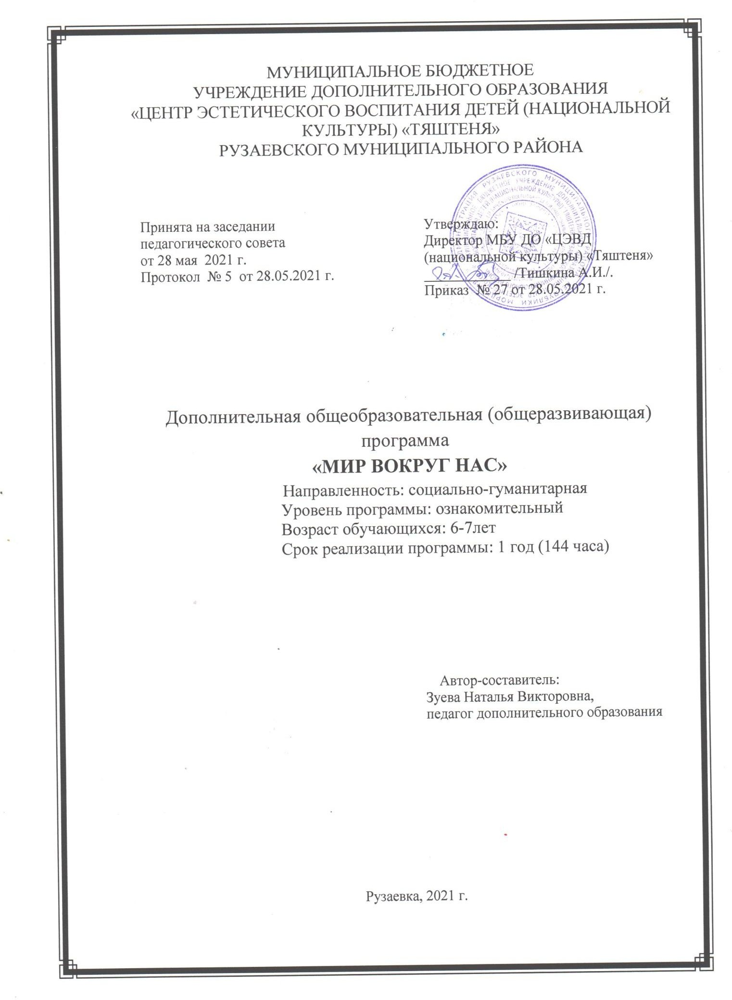 МУНИЦИПАЛЬНОЕ БЮДЖЕТНОЕ
УЧРЕЖДЕНИЕ ДОПОЛНИТЕЛЬНОГО ОБРАЗОВАНИЯ
«ЦЕНТР ЭСТЕТИЧЕСКОГО ВОСПИТАНИЯ ДЕТЕЙ (НАЦИОНАЛЬНОЙ
КУЛЬТУРЫ) «ТЯШТЕНЯ»
РУЗАЕВСКОГО МУНИЦИПАЛЬНОГО РАЙОНА
Принята на заседании
педагогического совета
от 28 мая 2021 г.
Протокол № 5 от 28.05.2021 г.
Утверждаю:
Директор МБУ ДО «ЦЭВД
(национальной культуры) «Тяштеня»
____________ /Тишкина А.И./.
Приказ № 27 от 28.05.2021 г.
Дополнительная общеобразовательная (общеразвивающая)
программа
«МИР ВОКРУГ НАС»
Направленность: социально-гуманитарная
Уровень программы: ознакомительный
Возраст обучающихся: 6-7лет
Срок реализации программы: 1 год (144 часа)
Автор-составитель:
Зуева Наталья Викторовна,
педагог дополнительного образования
Рузаевка, 2021 г.